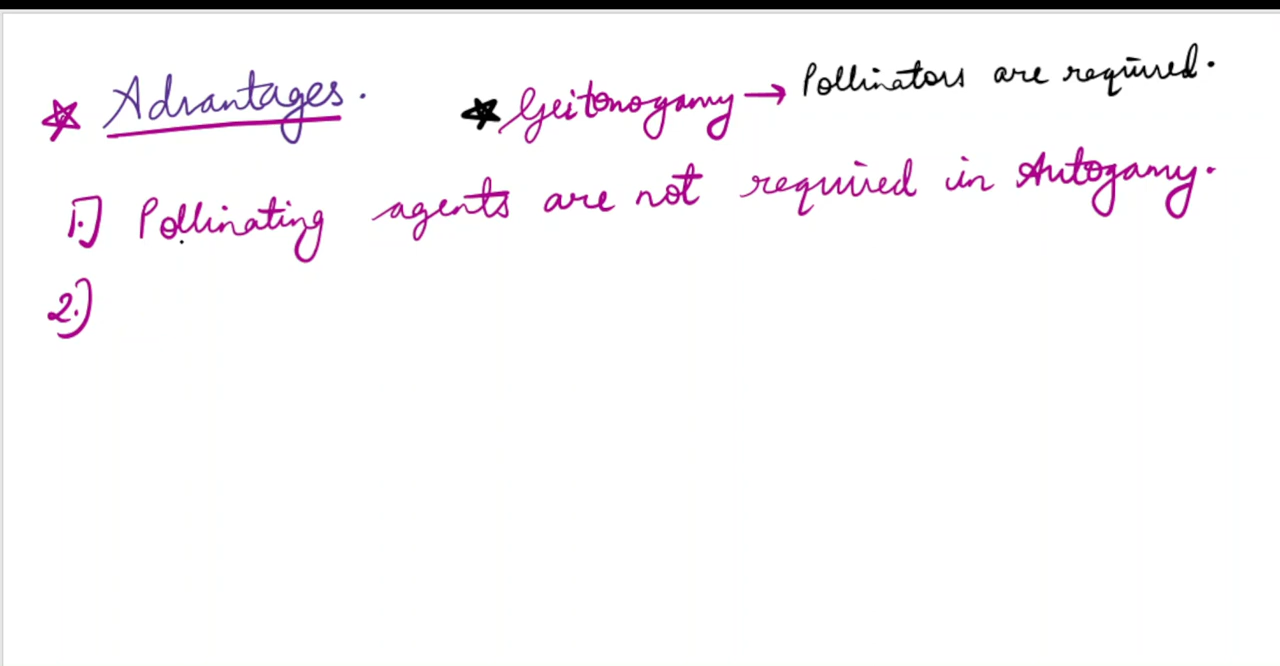 ☆ Advantages. ★ Geitonogamy → Pollinators are required.
1.] Pollinating agents are not required in Autogamy.
2.)